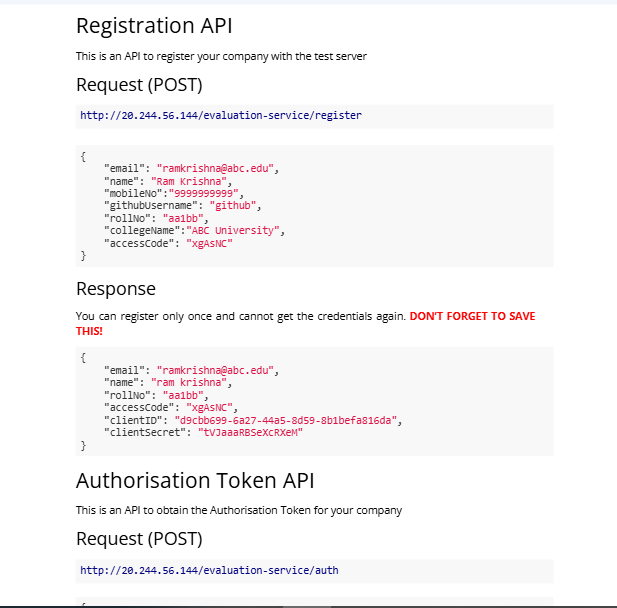 Registration API
This is an API to register your company with the test server
Request (POST)
http://20.244.56.144/evaluation-service/register
{
"email": "ramkrishna@abc.edu",
"name": "Ram Krishna",
"mobileNo":"9999999999",
"githubUsername": "github",
"rollNo": "aa1bb",
"collegeName":"ABC University",
"accessCode": "xgAsNC"
}
Response
You can register only once and cannot get the credentials again. DON'T FORGET TO SAVE
THIS!
{
"email": "ramkrishna@abc.edu",
"name": "ram krishna",
"rollNo": "aa1bb",
"accessCode": "xgAsNC",
"clientID": "d9cbb699-6a27-44a5-8d59-8b1befa816da",
"clientSecret": "tVJaaaRBSeXcRXeM"
}
Authorisation Token API
This is an API to obtain the Authorisation Token for your company
Request (POST)
http://20.244.56.144/evaluation-service/auth
{